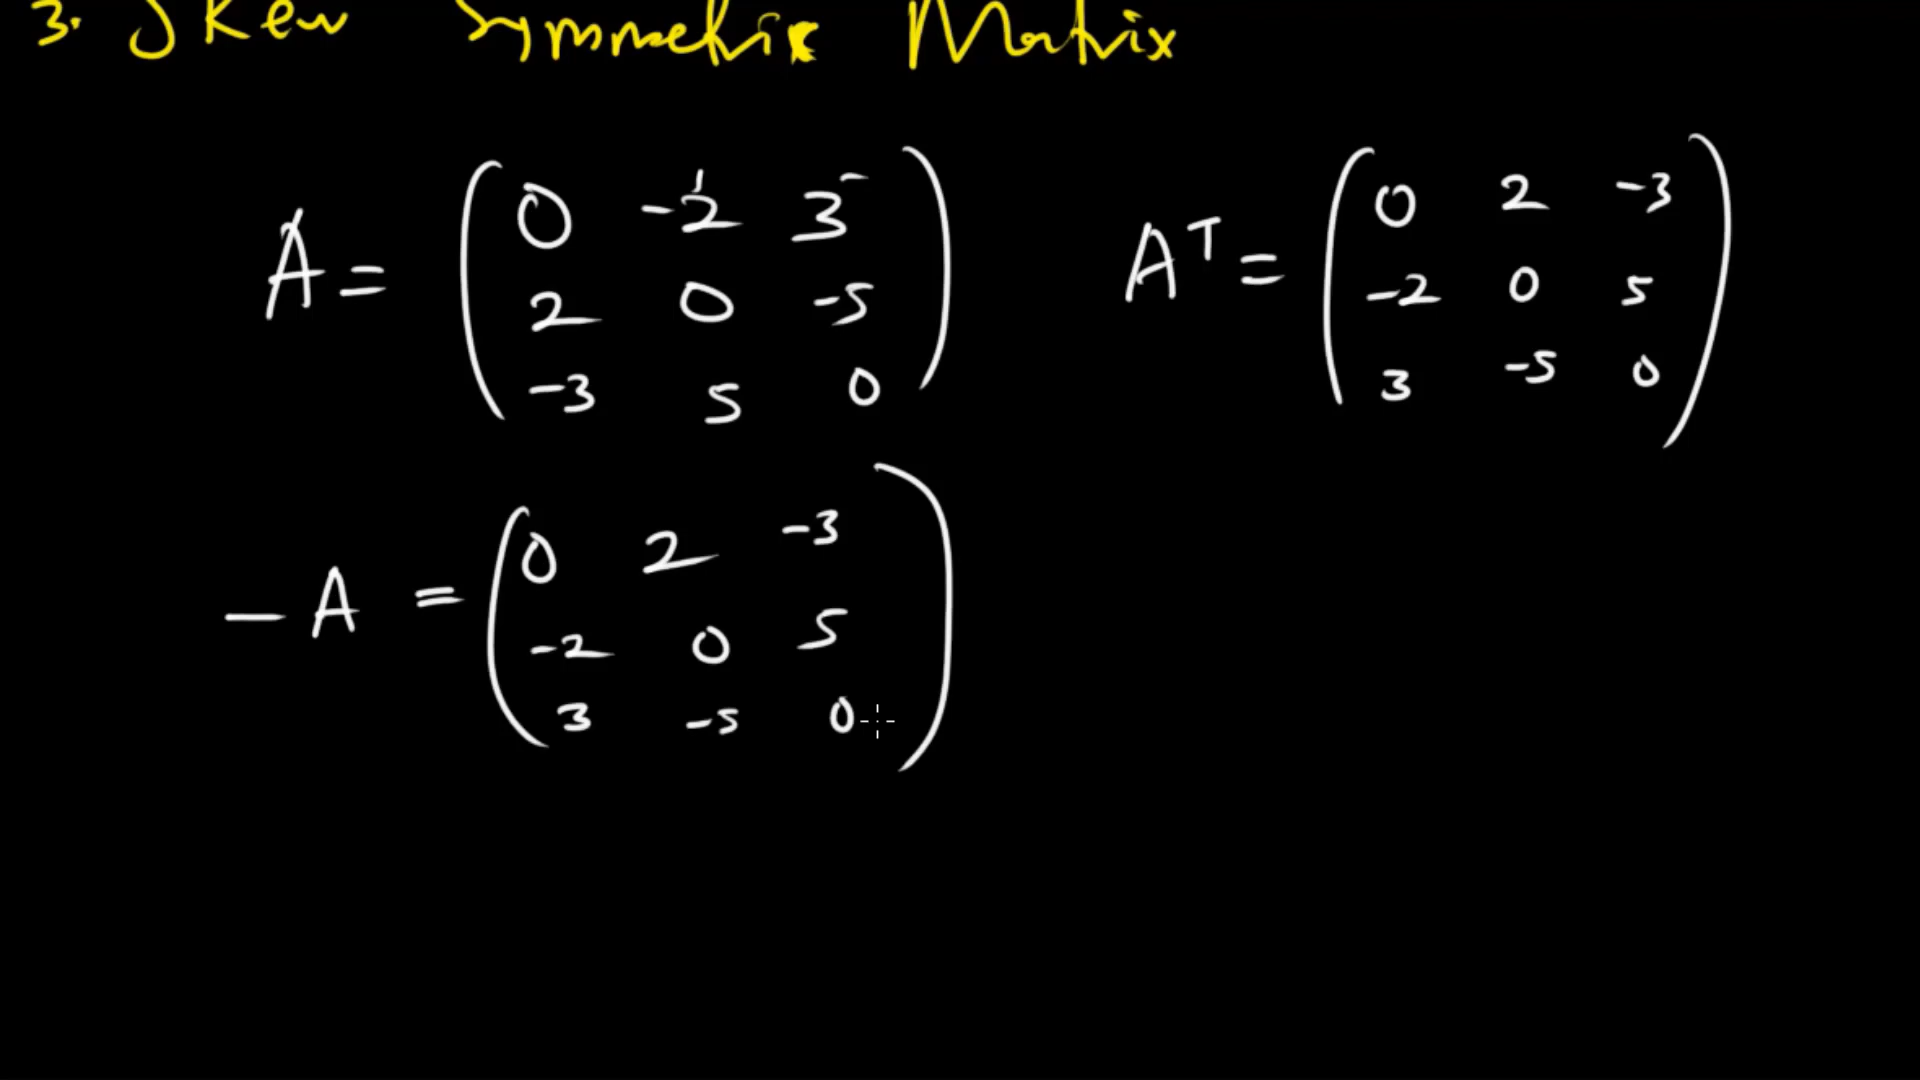 3. Skew Symmetric Matrix
A = ( 0 -2 3 ) A^T = ( 0 2 -3 )
( 2 0 -5 ) ( -2 0 5 )
( -3 5 0 ) ( 3 -5 0 )
-A = ( 0 2 -3 )
( -2 0 5 )
( 3 -5 0 )